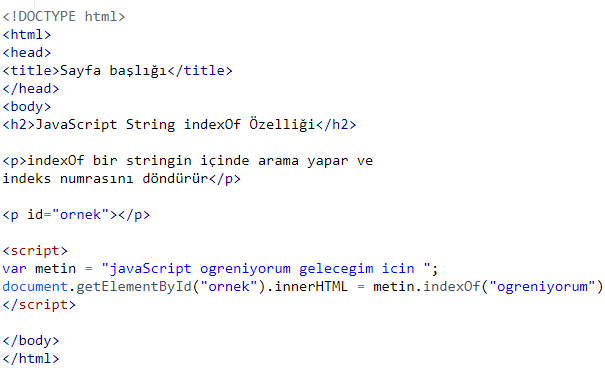 <!DOCTYPE html>
<html>
<head>
<title>Sayfa başlığı</title>
</head>
<body>
<h2>JavaScript String indexOf Özelliği</h2>
<p>indexOf bir stringin içinde arama yapar ve
indeks numrasını döndürür</p>
<p id="ornek"></p>
<script>
var metin = "javaScript ogreniyorum gelecegim icin ";
document.getElementById("ornek").innerHTML = metin.indexOf("ogreniyorum")
</script>
</body>
</html>